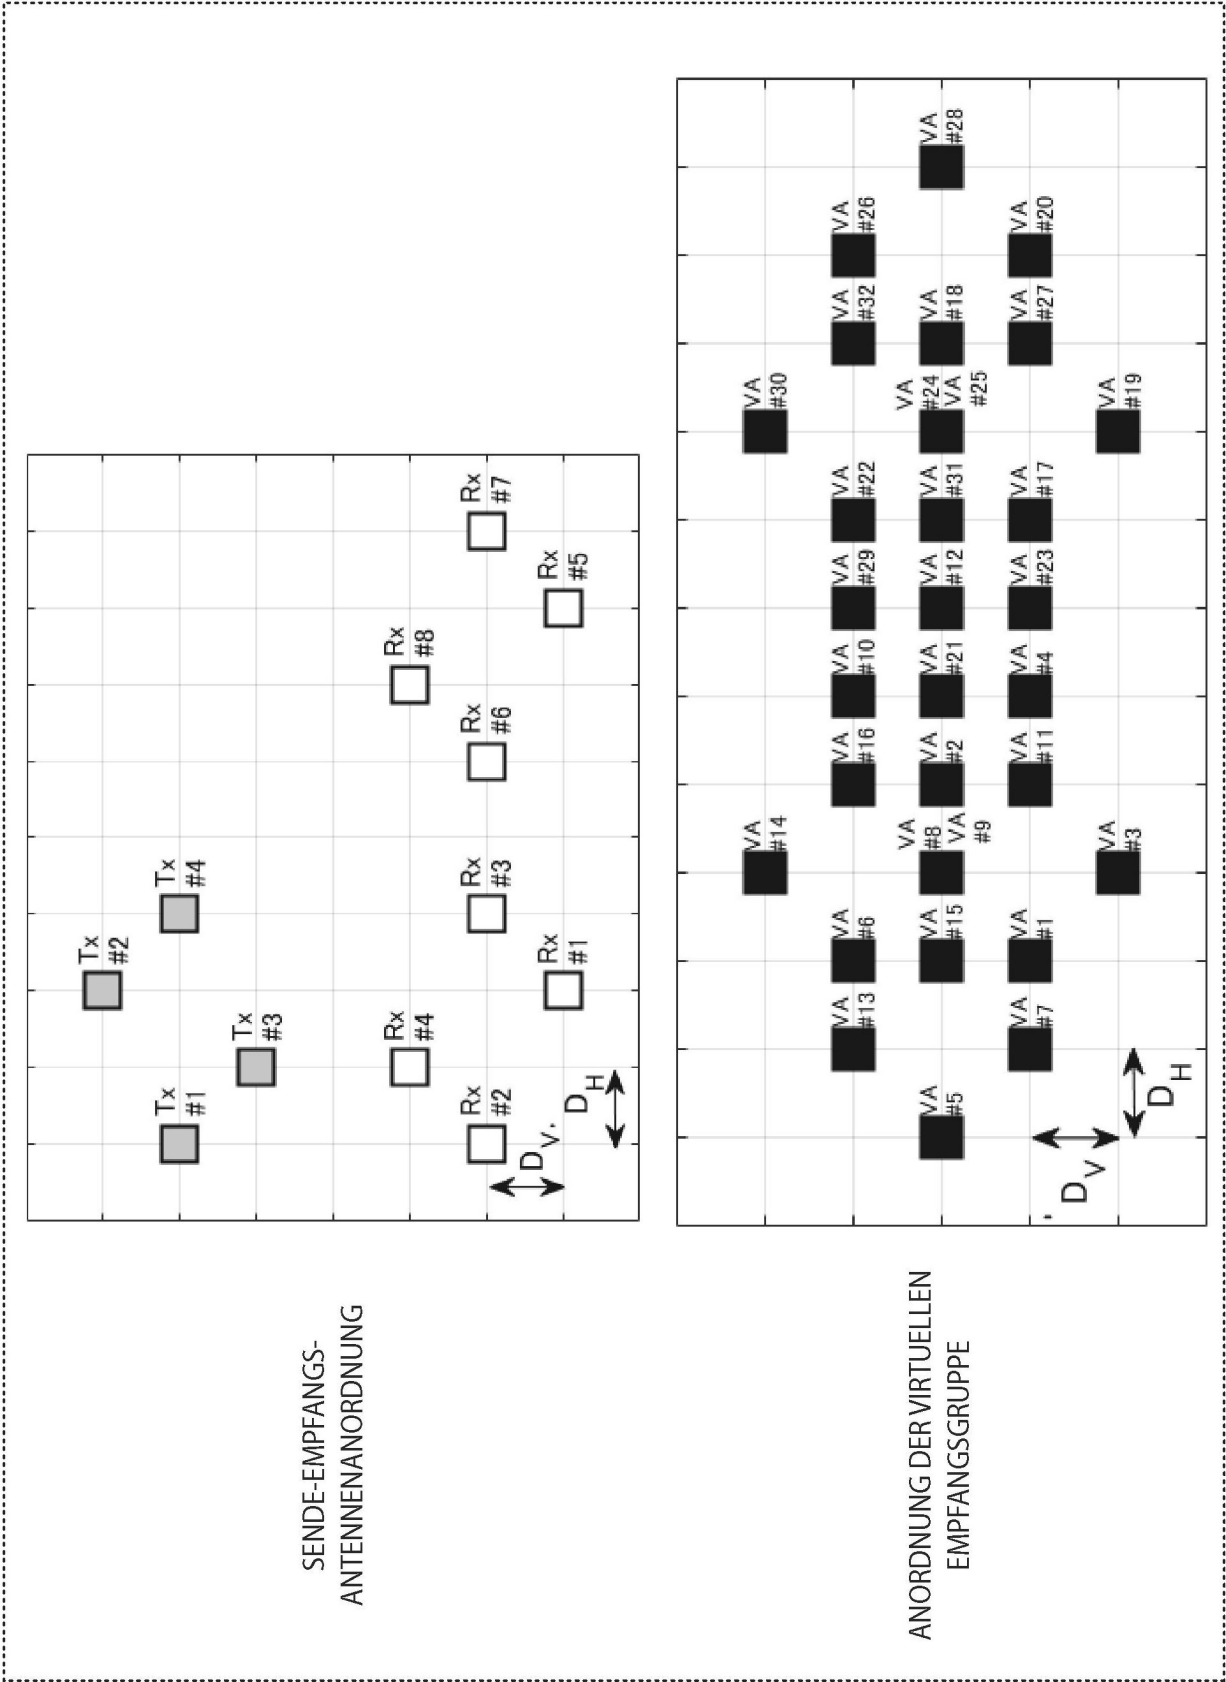 SENDE-EMPFANGS-
ANTENNENANORDNUNG
Tx
#2
Tx
#1
Tx
#4
Tx
#3
Rx
#4
Rx
#8
Rx
#2
Rx
#3
Rx
#6
Rx
#7
Rx
#1
Rx
#5
DV
DH
ANORDNUNG DER VIRTUELLEN
EMPFANGSGRUPPE
VA
#14
VA
#30
VA
#13
VA
#6
VA
#16
VA
#10
VA
#29
VA
#22
VA
#32
VA
#26
VA
#5
VA
#15
VA
#8
VA
#9
VA
#2
VA
#21
VA
#12
VA
#31
VA
#24
VA
#25
VA
#18
VA
#28
VA
#7
VA
#1
VA
#11
VA
#4
VA
#23
VA
#17
VA
#27
VA
#20
VA
#3
VA
#19
DV
DH